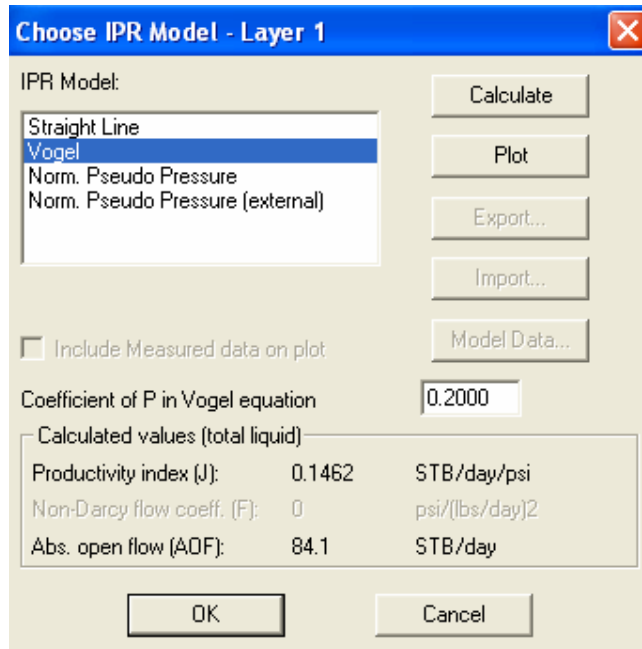 Choose IPR Model - Layer 1
IPR Model:
Straight Line
Vogel
Norm. Pseudo Pressure
Norm. Pseudo Pressure (external)
Calculate
Plot
Export...
Import...
Model Data...
Include Measured data on plot
Coefficient of P in Vogel equation 0.2000
Calculated values (total liquid)
Productivity index (J): 0.1462 STB/day/psi
Non-Darcy flow coeff. (F): 0 psi/(lbs/day)2
Abs. open flow (AOF): 84.1 STB/day
OK Cancel